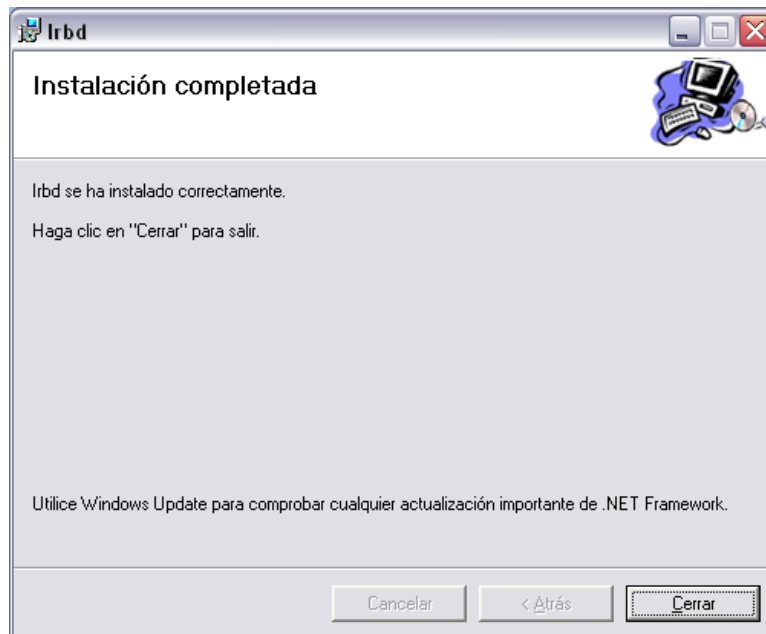 Irbd
Instalación completada
Irbd se ha instalado correctamente.
Haga clic en "Cerrar" para salir.
Utilice Windows Update para comprobar cualquier actualización importante de .NET Framework.
Cancelar
< Atrás
Cerrar